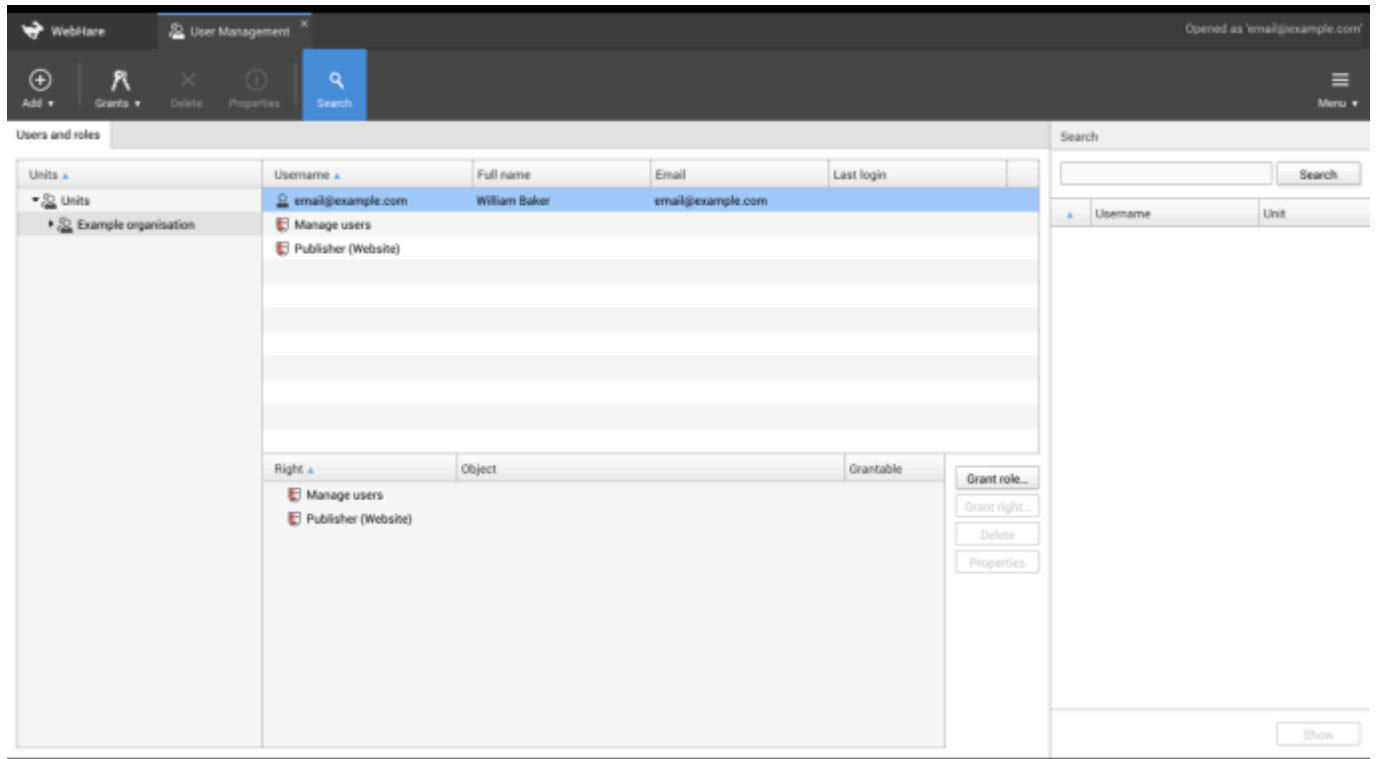 WebHare User Management × Opened as 'email@example.com'
Add ▾ Grants ▾ Delete Properties Search Menu ▾
Users and roles Search
Units Username Full name Email Last login Search
Units email@example.com William Baker email@example.com
Example organisation Manage users Username Unit
Publisher (Website)
Right Object Grantable
Manage users Grant role...
Publisher (Website) Grant right...
Delete
Properties
Show